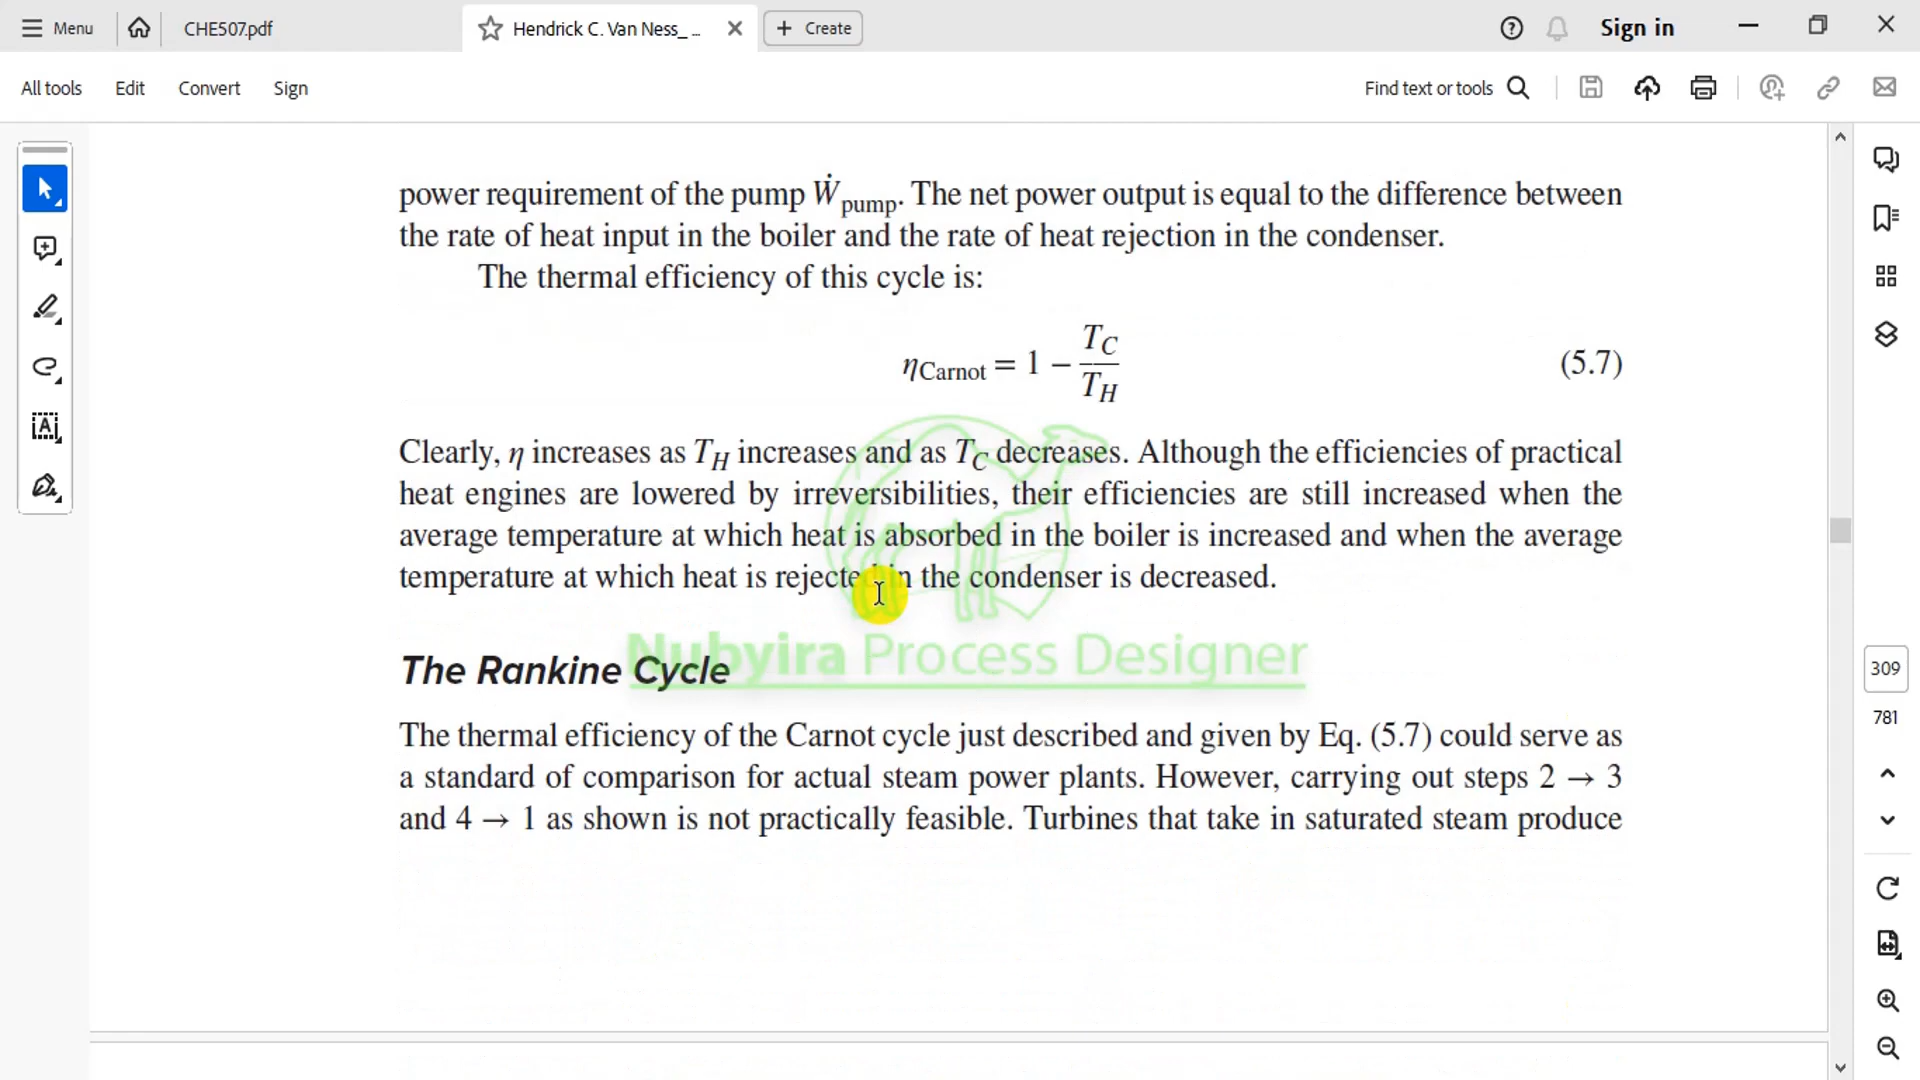 Menu
CHE507.pdf
Hendrick C. Van Ness_ ...
Create
Sign in
All tools
Edit
Convert
Sign
Find text or tools
power requirement of the pump Ẇpump. The net power output is equal to the difference between
the rate of heat input in the boiler and the rate of heat rejection in the condenser.
The thermal efficiency of this cycle is:
ηCarnot = 1 − TC/TH (5.7)
Clearly, η increases as TH increases and as TC decreases. Although the efficiencies of practical
heat engines are lowered by irreversibilities, their efficiencies are still increased when the
average temperature at which heat is absorbed in the boiler is increased and when the average
temperature at which heat is rejected in the condenser is decreased.
Nubyira Process Designer
The Rankine Cycle
The thermal efficiency of the Carnot cycle just described and given by Eq. (5.7) could serve as
a standard of comparison for actual steam power plants. However, carrying out steps 2 → 3
and 4 → 1 as shown is not practically feasible. Turbines that take in saturated steam produce
309
781